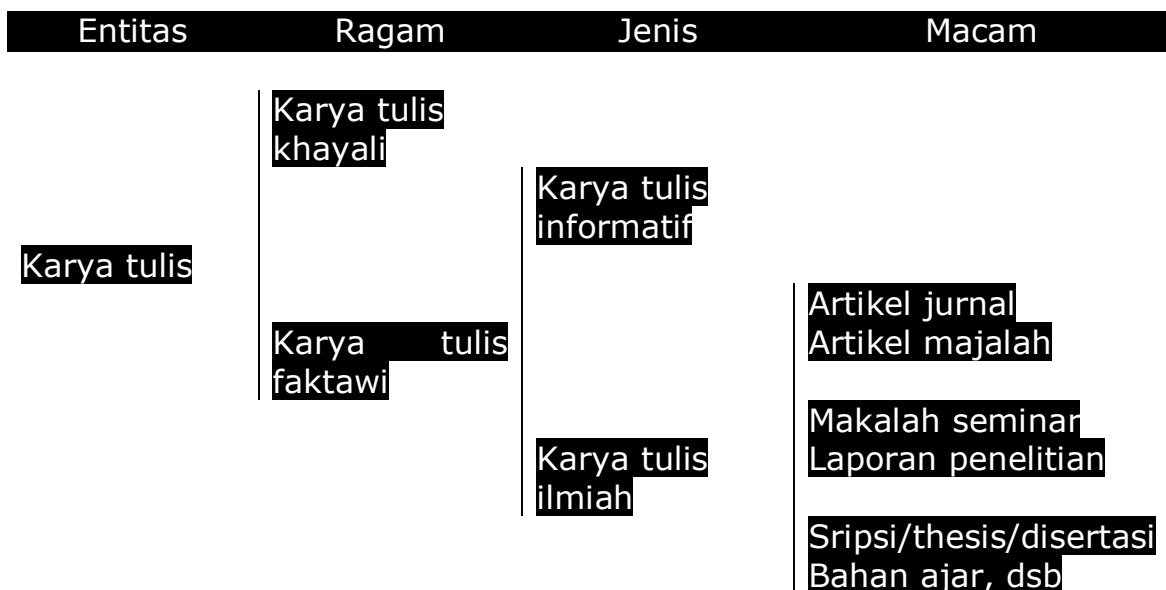 Entitas Ragam Jenis Macam
Karya tulis
khayali
Karya tulis
informatif
Karya tulis
Artikel jurnal
Karya tulis Artikel majalah
faktawi
Makalah seminar
Karya tulis Laporan penelitian
ilmiah
Sripsi/thesis/disertasi
Bahan ajar, dsb